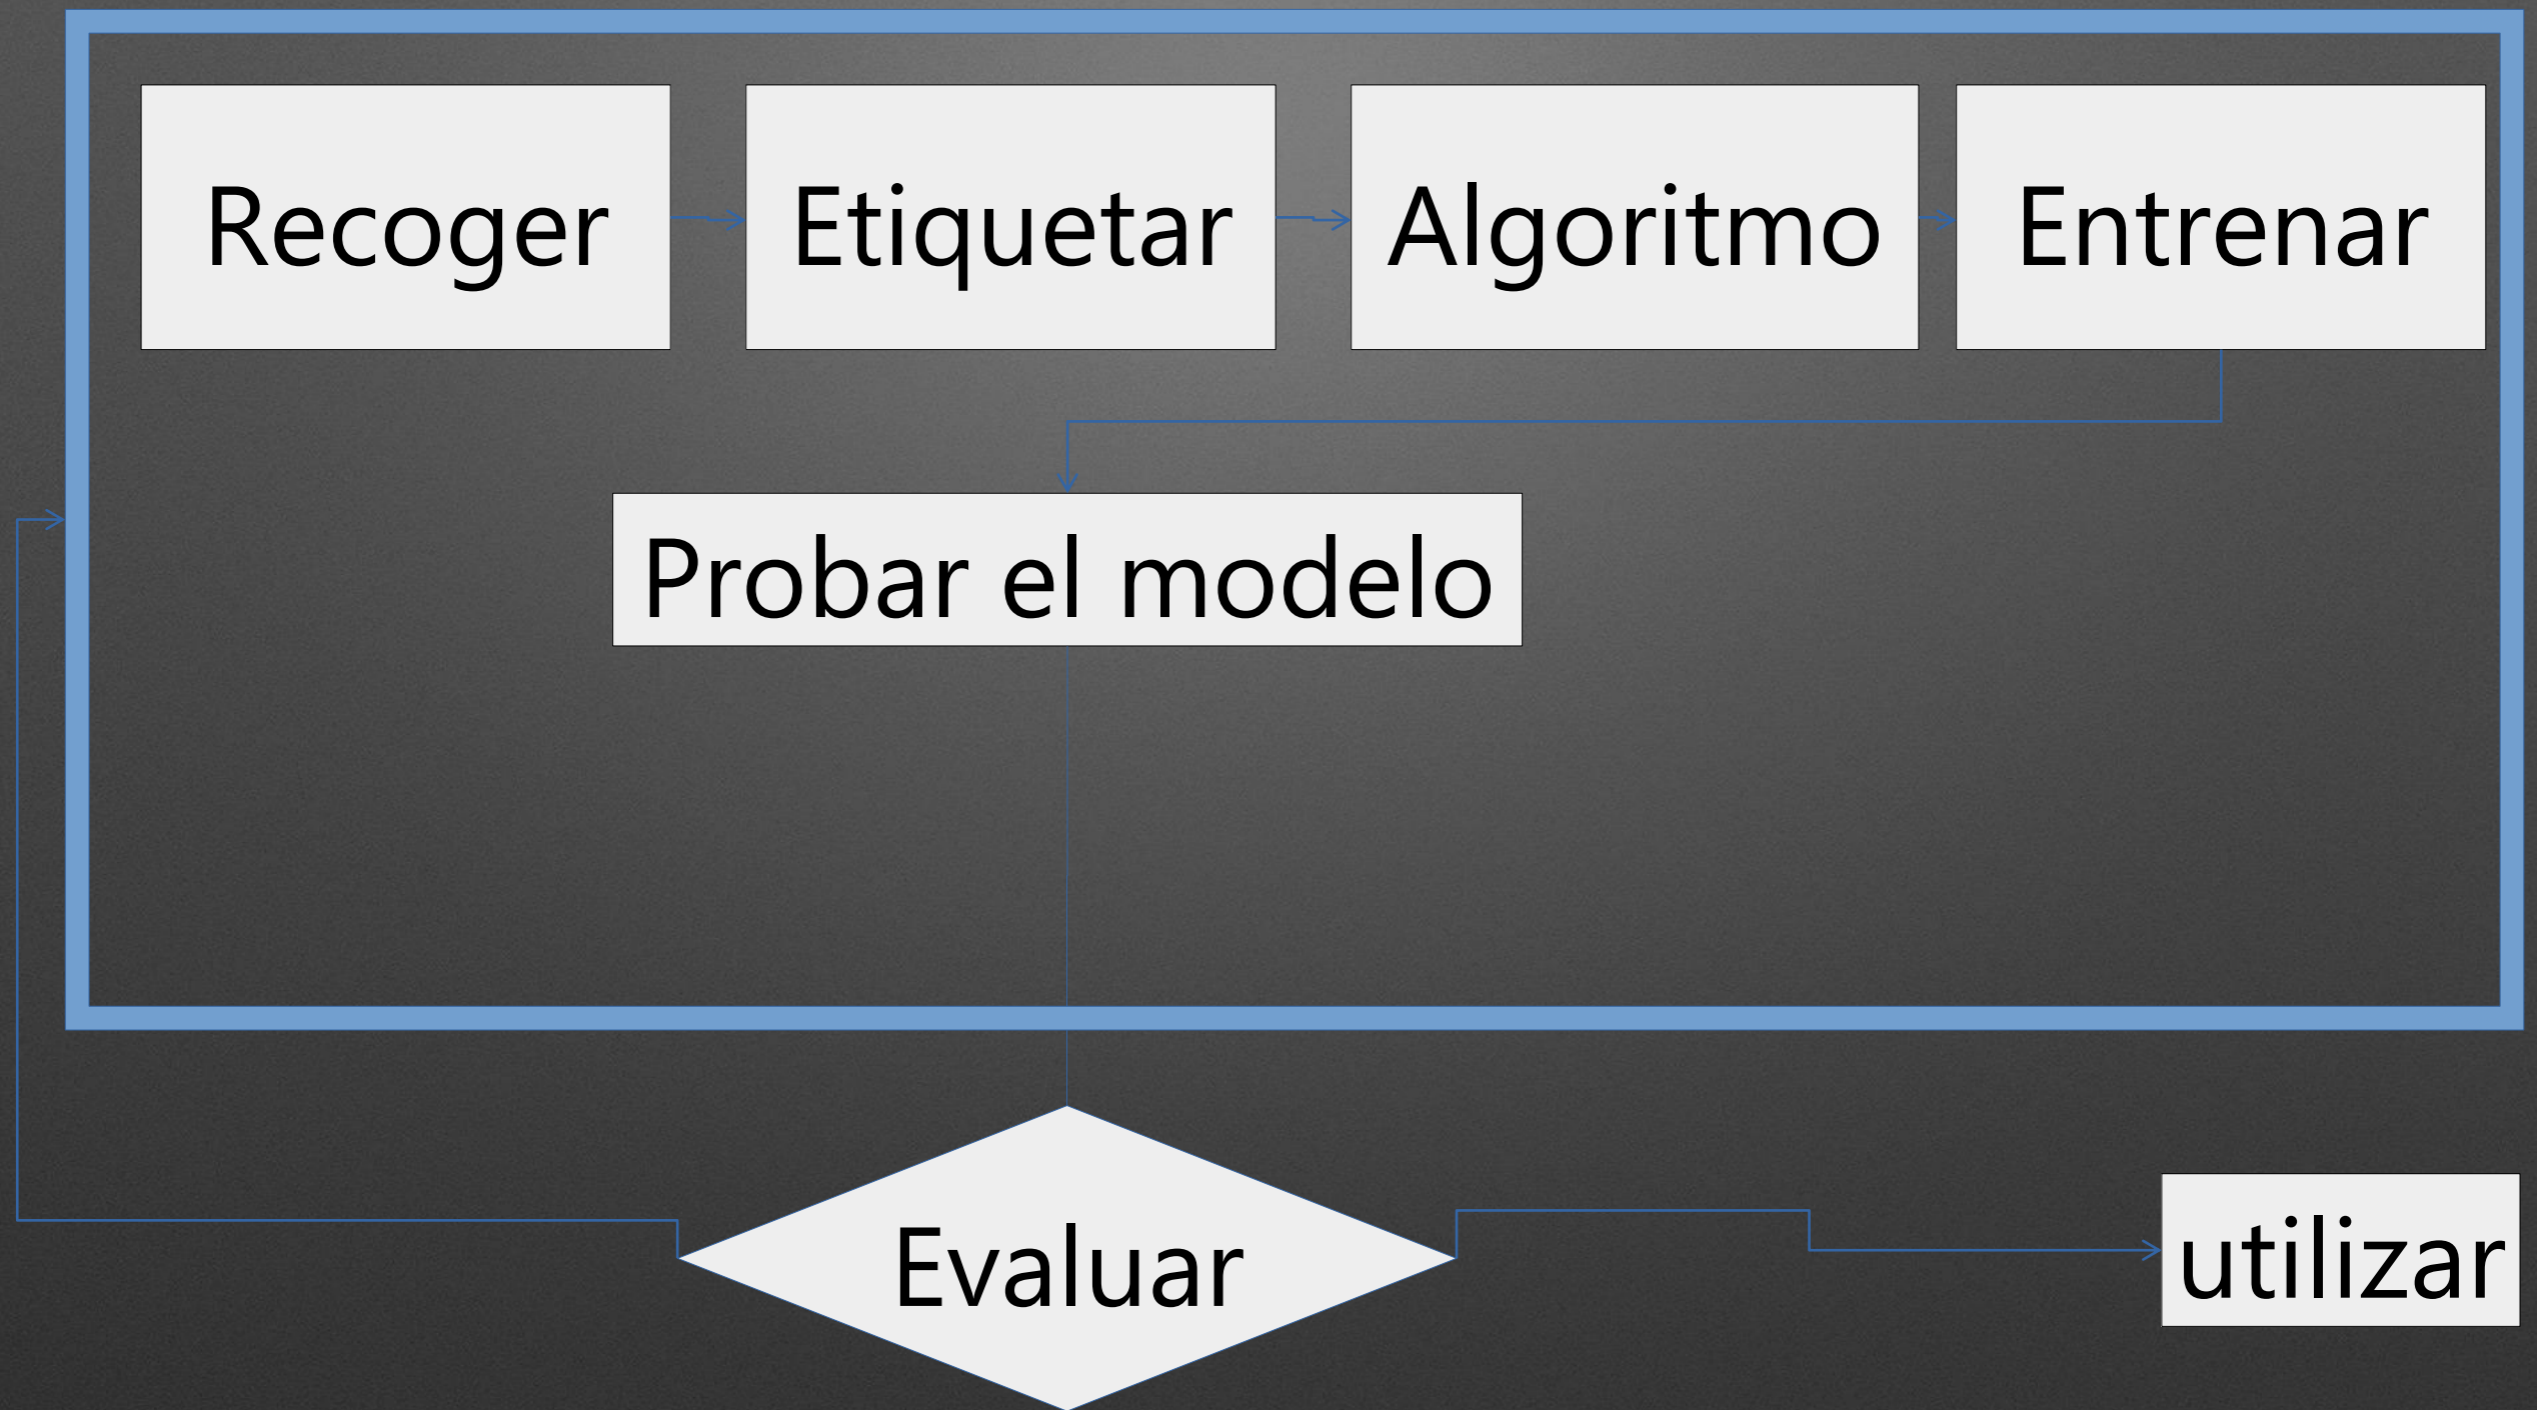 Recoger
Etiquetar
Algoritmo
Entrenar
Probar el modelo
Evaluar
utilizar